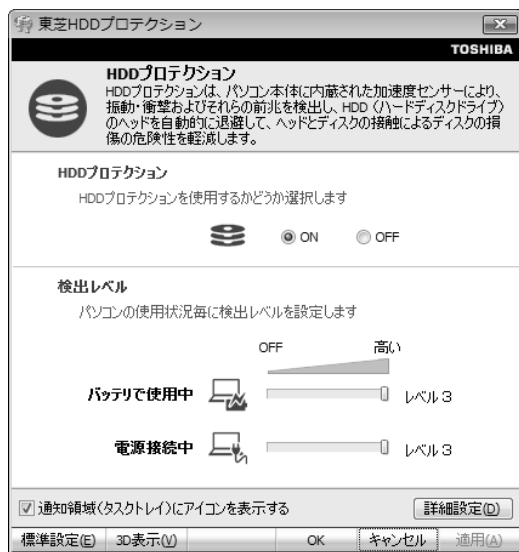 東芝HDDプロテクション
TOSHIBA
HDDプロテクション
HDDプロテクションは、パソコン本体に内蔵された加速度センサーにより、
振動・衝撃およびそれらの前兆を検出し、HDD (ハードディスクドライブ)
のヘッドを自動的に退避して、ヘッドとディスクの接触によるディスクの損
傷の危険性を軽減します。
HDDプロテクション
HDDプロテクションを使用するかどうか選択します
ON OFF
検出レベル
パソコンの使用状況毎に検出レベルを設定します
OFF 高い
バッテリで使用中 レベル 3
電源接続中 レベル 3
通知領域(タスクトレイ)にアイコンを表示する 詳細設定(D)
標準設定(E) 3D表示(V) OK キャンセル 適用(A)